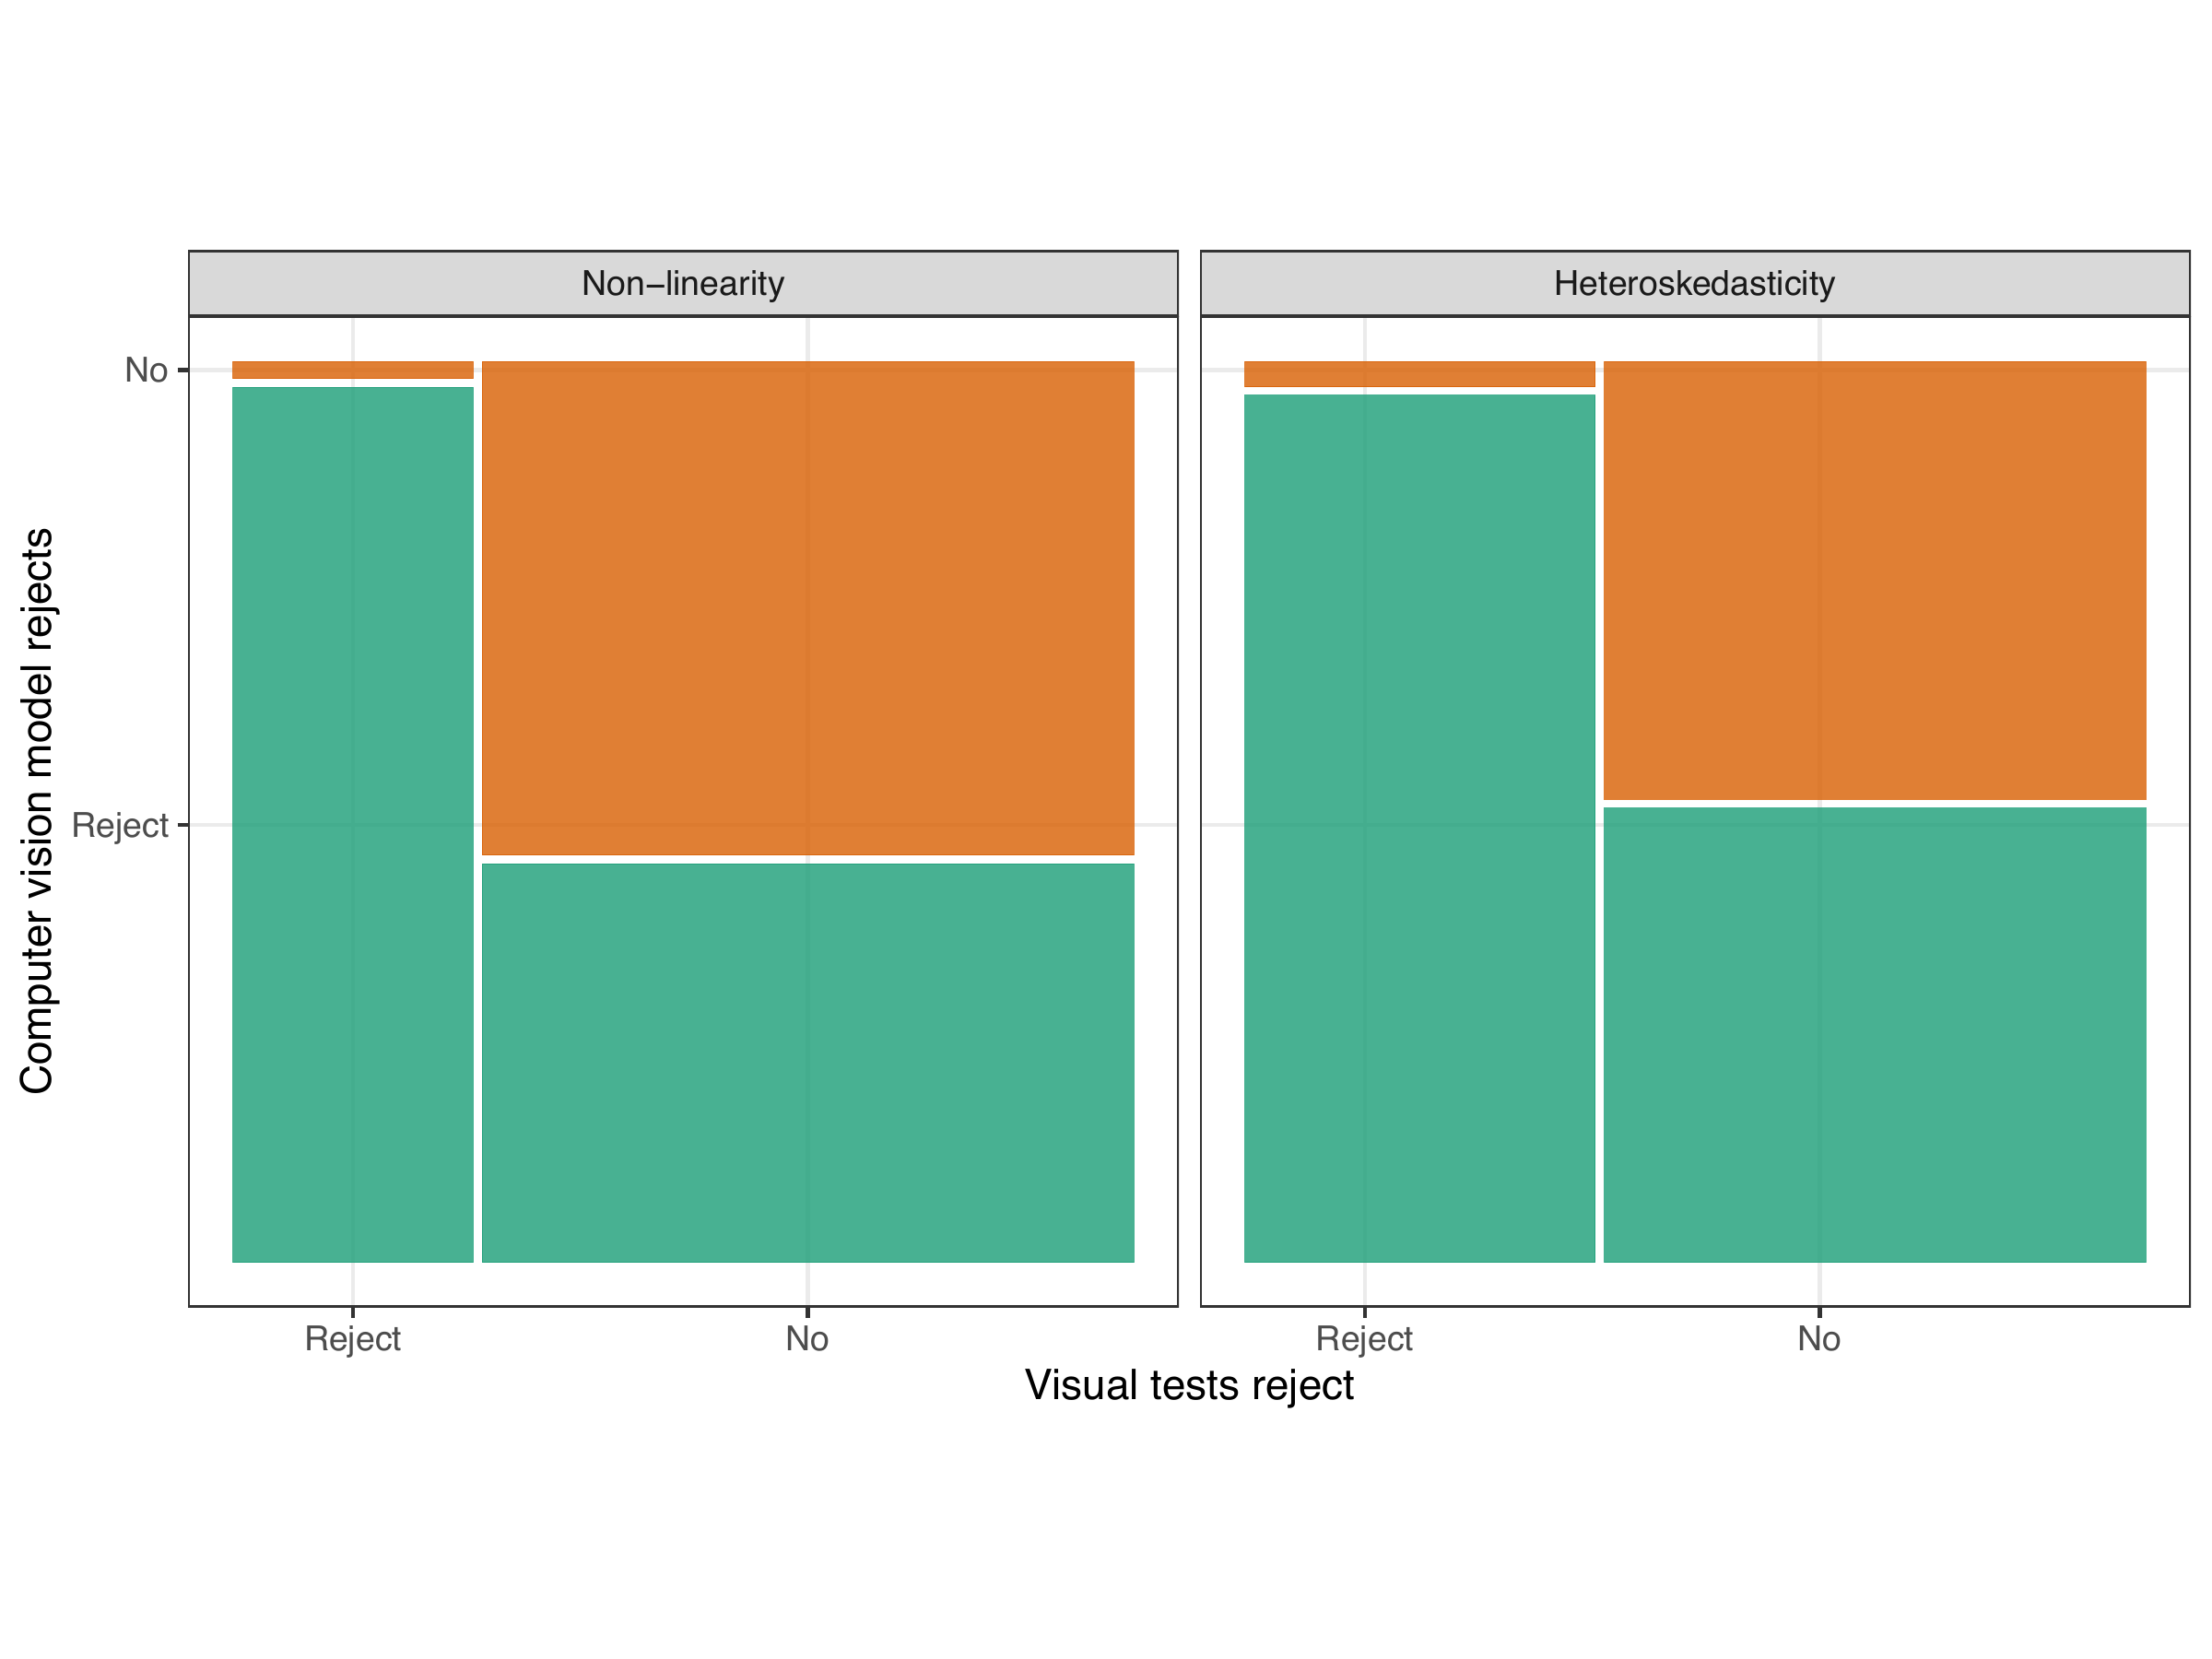 Non−linearity
Heteroskedasticity
Computer vision model rejects
No
Reject
Reject
No
Reject
No
Visual tests reject